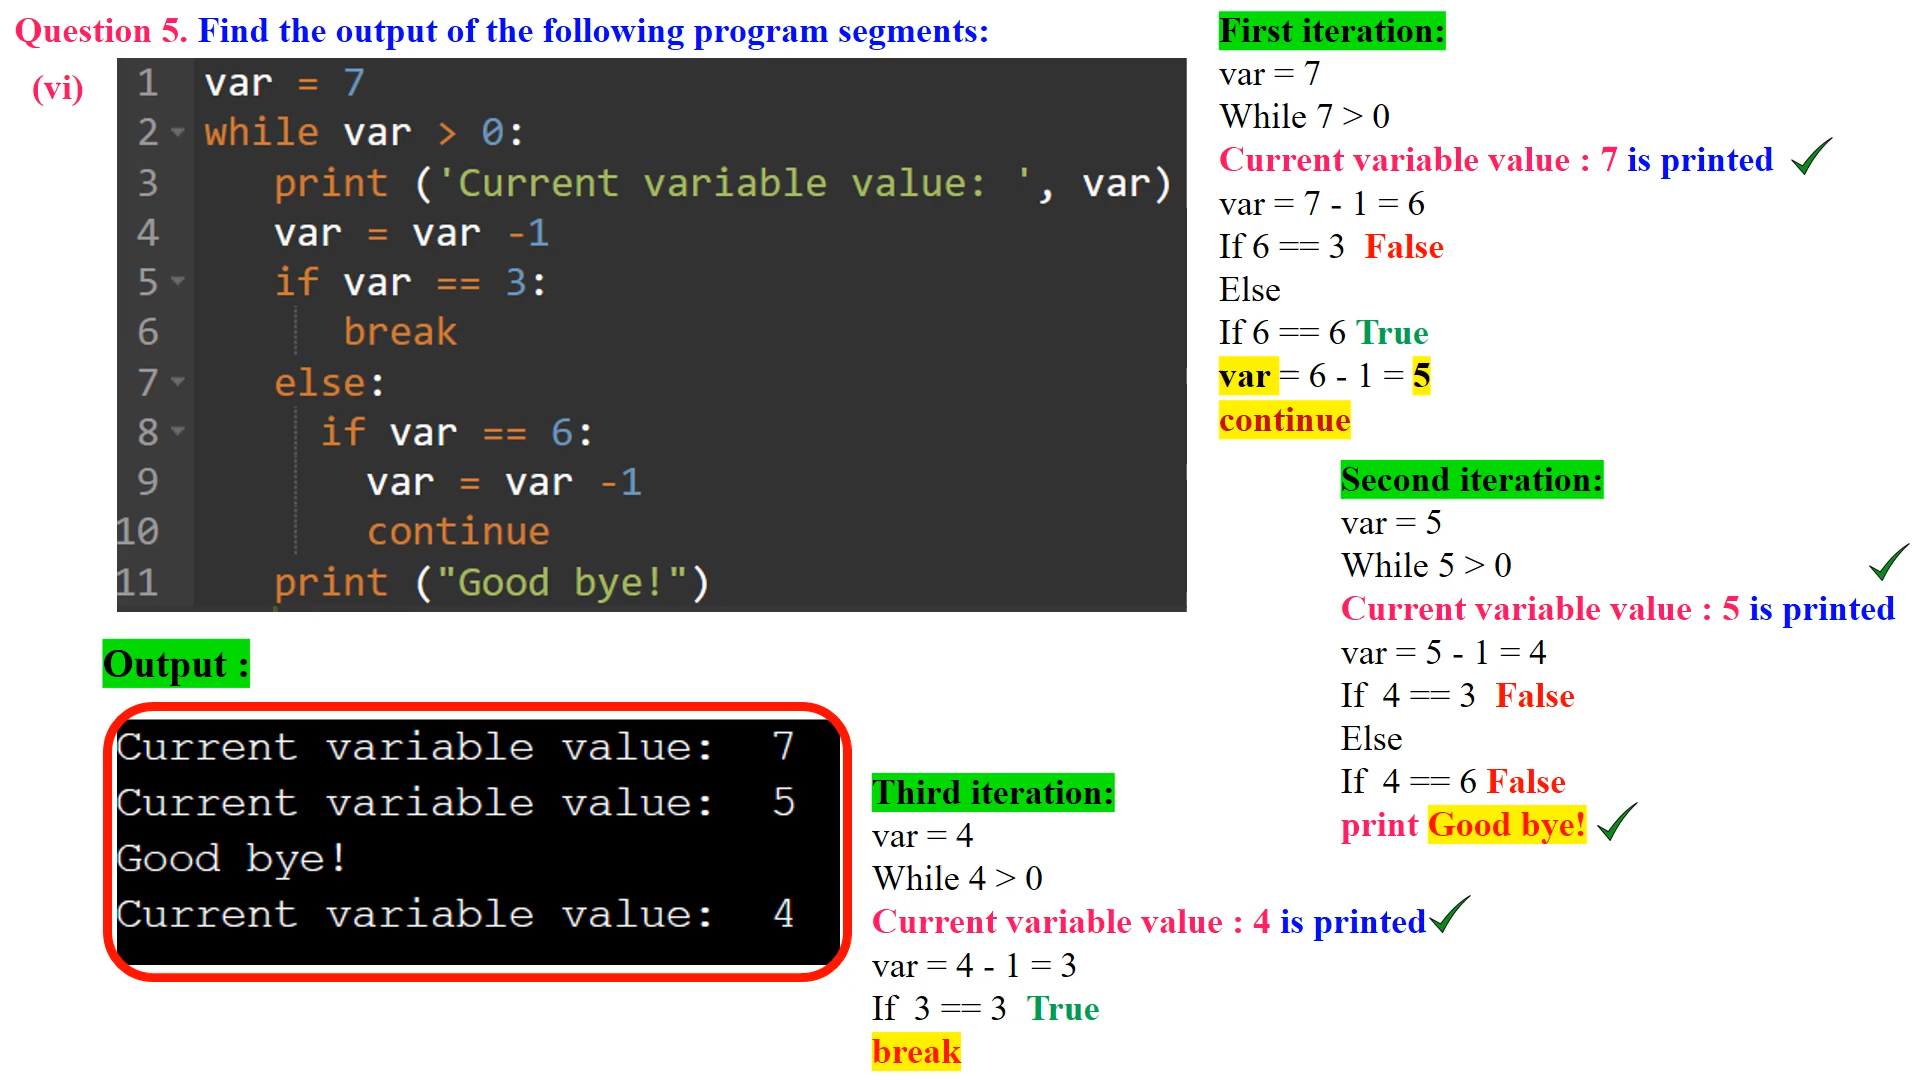 Question 5. Find the output of the following program segments:
(vi)
1 var = 7
2 while var > 0:
3 print ('Current variable value: ', var)
4 var = var -1
5 if var == 3:
6 break
7 else:
8 if var == 6:
9 var = var -1
10 continue
11 print ("Good bye!")
Output :
Current variable value:  7
Current variable value:  5
Good bye!
Current variable value:  4
First iteration:
var = 7
While 7 > 0
Current variable value : 7 is printed
var = 7 - 1 = 6
If 6 == 3 False
Else
If 6 == 6 True
var = 6 - 1 = 5
continue
Second iteration:
var = 5
While 5 > 0
Current variable value : 5 is printed
var = 5 - 1 = 4
If 4 == 3 False
Else
If 4 == 6 False
print Good bye!
Third iteration:
var = 4
While 4 > 0
Current variable value : 4 is printed
var = 4 - 1 = 3
If 3 == 3 True
break